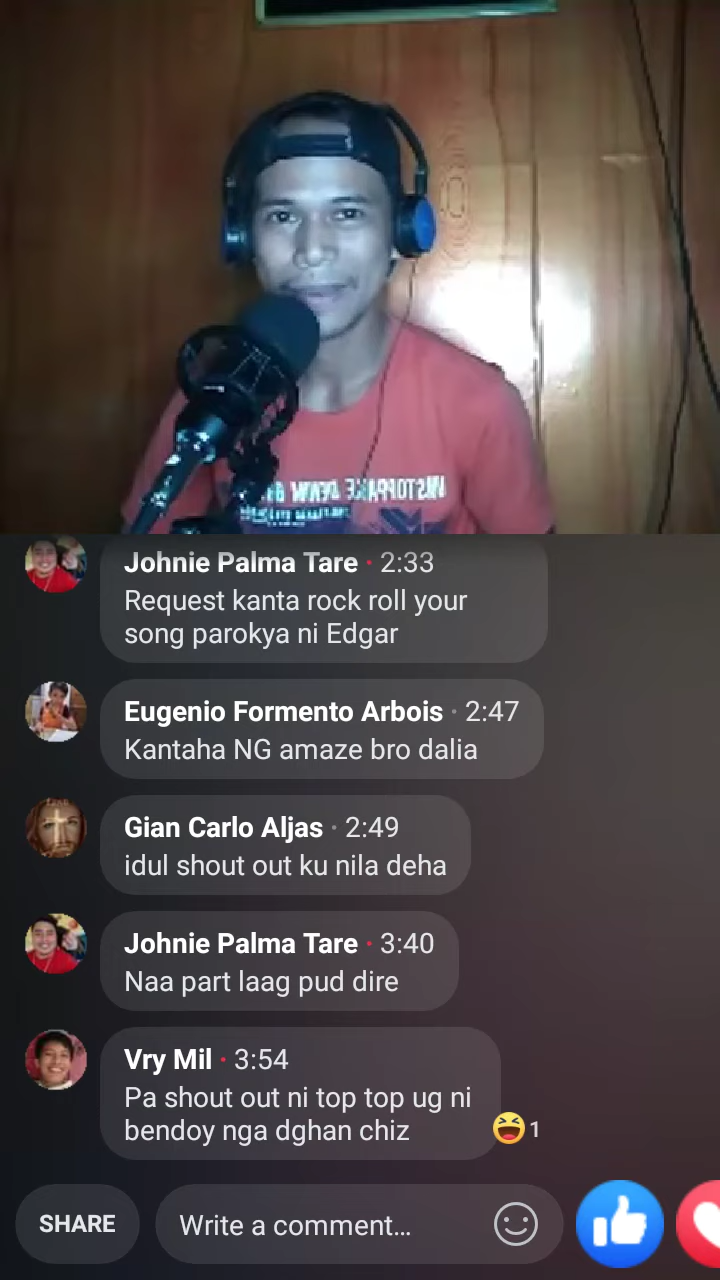 Johnie Palma Tare · 2:33
Request kanta rock roll your
song parokya ni Edgar
Eugenio Formento Arbois · 2:47
Kantaha NG amaze bro dalia
Gian Carlo Aljas · 2:49
idul shout out ku nila deha
Johnie Palma Tare · 3:40
Naa part laag pud dire
Vry Mil · 3:54
Pa shout out ni top top ug ni
bendoy nga dghan chiz
1
SHARE
Write a comment...